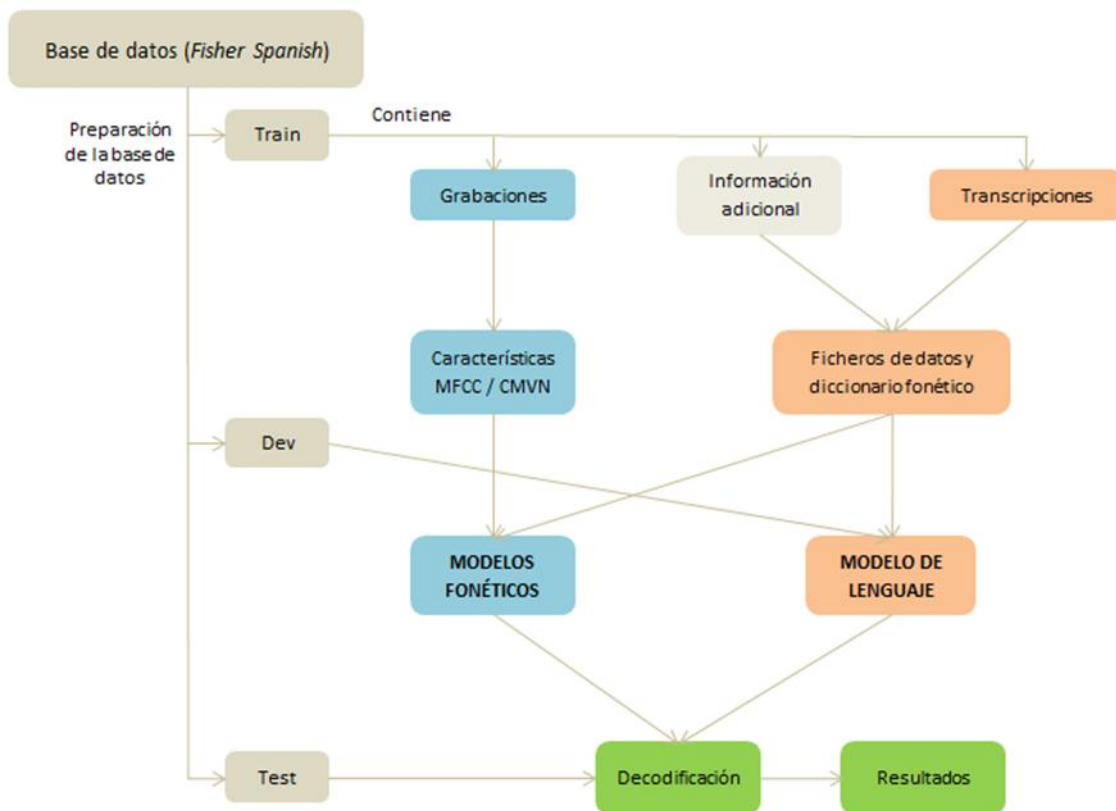 Base de datos (Fisher Spanish)
Preparación
de la base de
datos
Train
Contiene
Grabaciones
Información
adicional
Transcripciones
Características
MFCC / CMVN
Ficheros de datos y
diccionario fonético
Dev
MODELOS
FONÉTICOS
MODELO DE
LENGUAJE
Test
Decodificación
Resultados